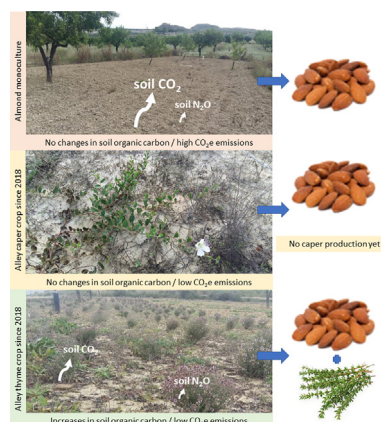 Almond monoculture
soil CO2
soil N2O
No changes in soil organic carbon / high CO2e emissions
Alley caper crop since 2018
No caper production yet
No changes in soil organic carbon / low CO2e emissions
Alley thyme crop since 2018
soil CO2
soil N2O
Increases in soil organic carbon / low CO2e emissions